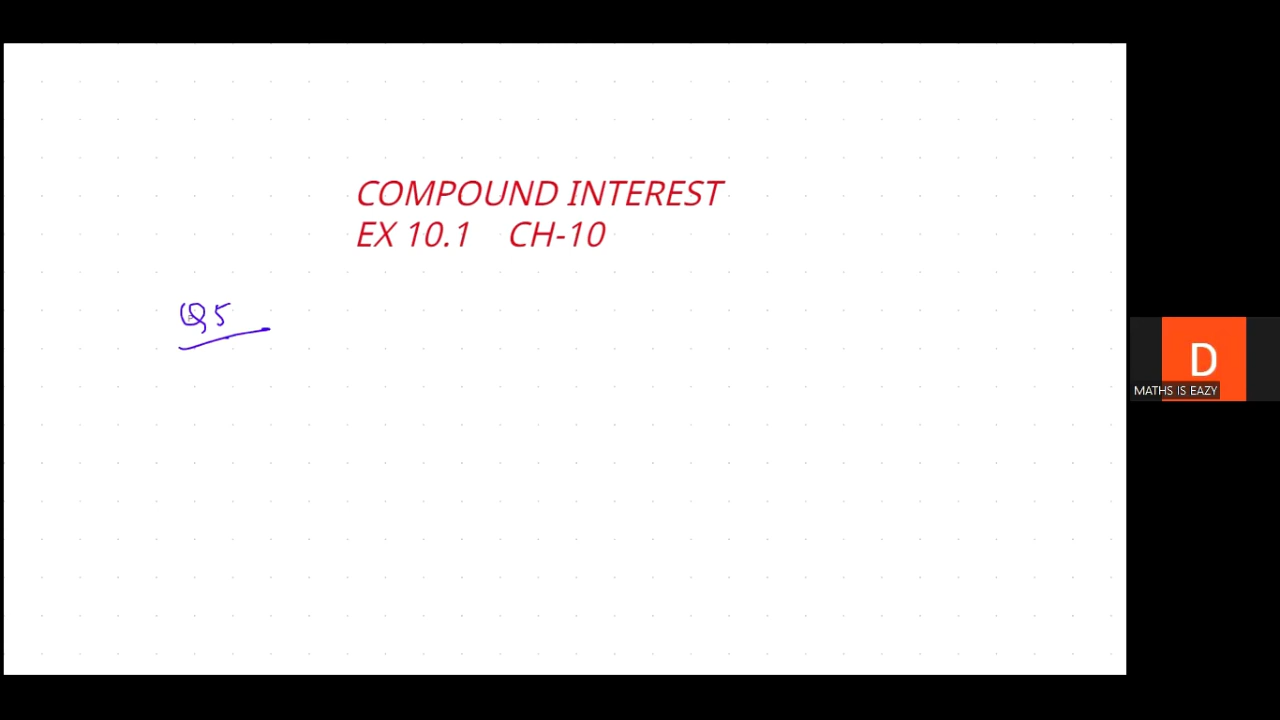 COMPOUND INTEREST
EX 10.1 CH-10
Q5
D
MATHS IS EAZY